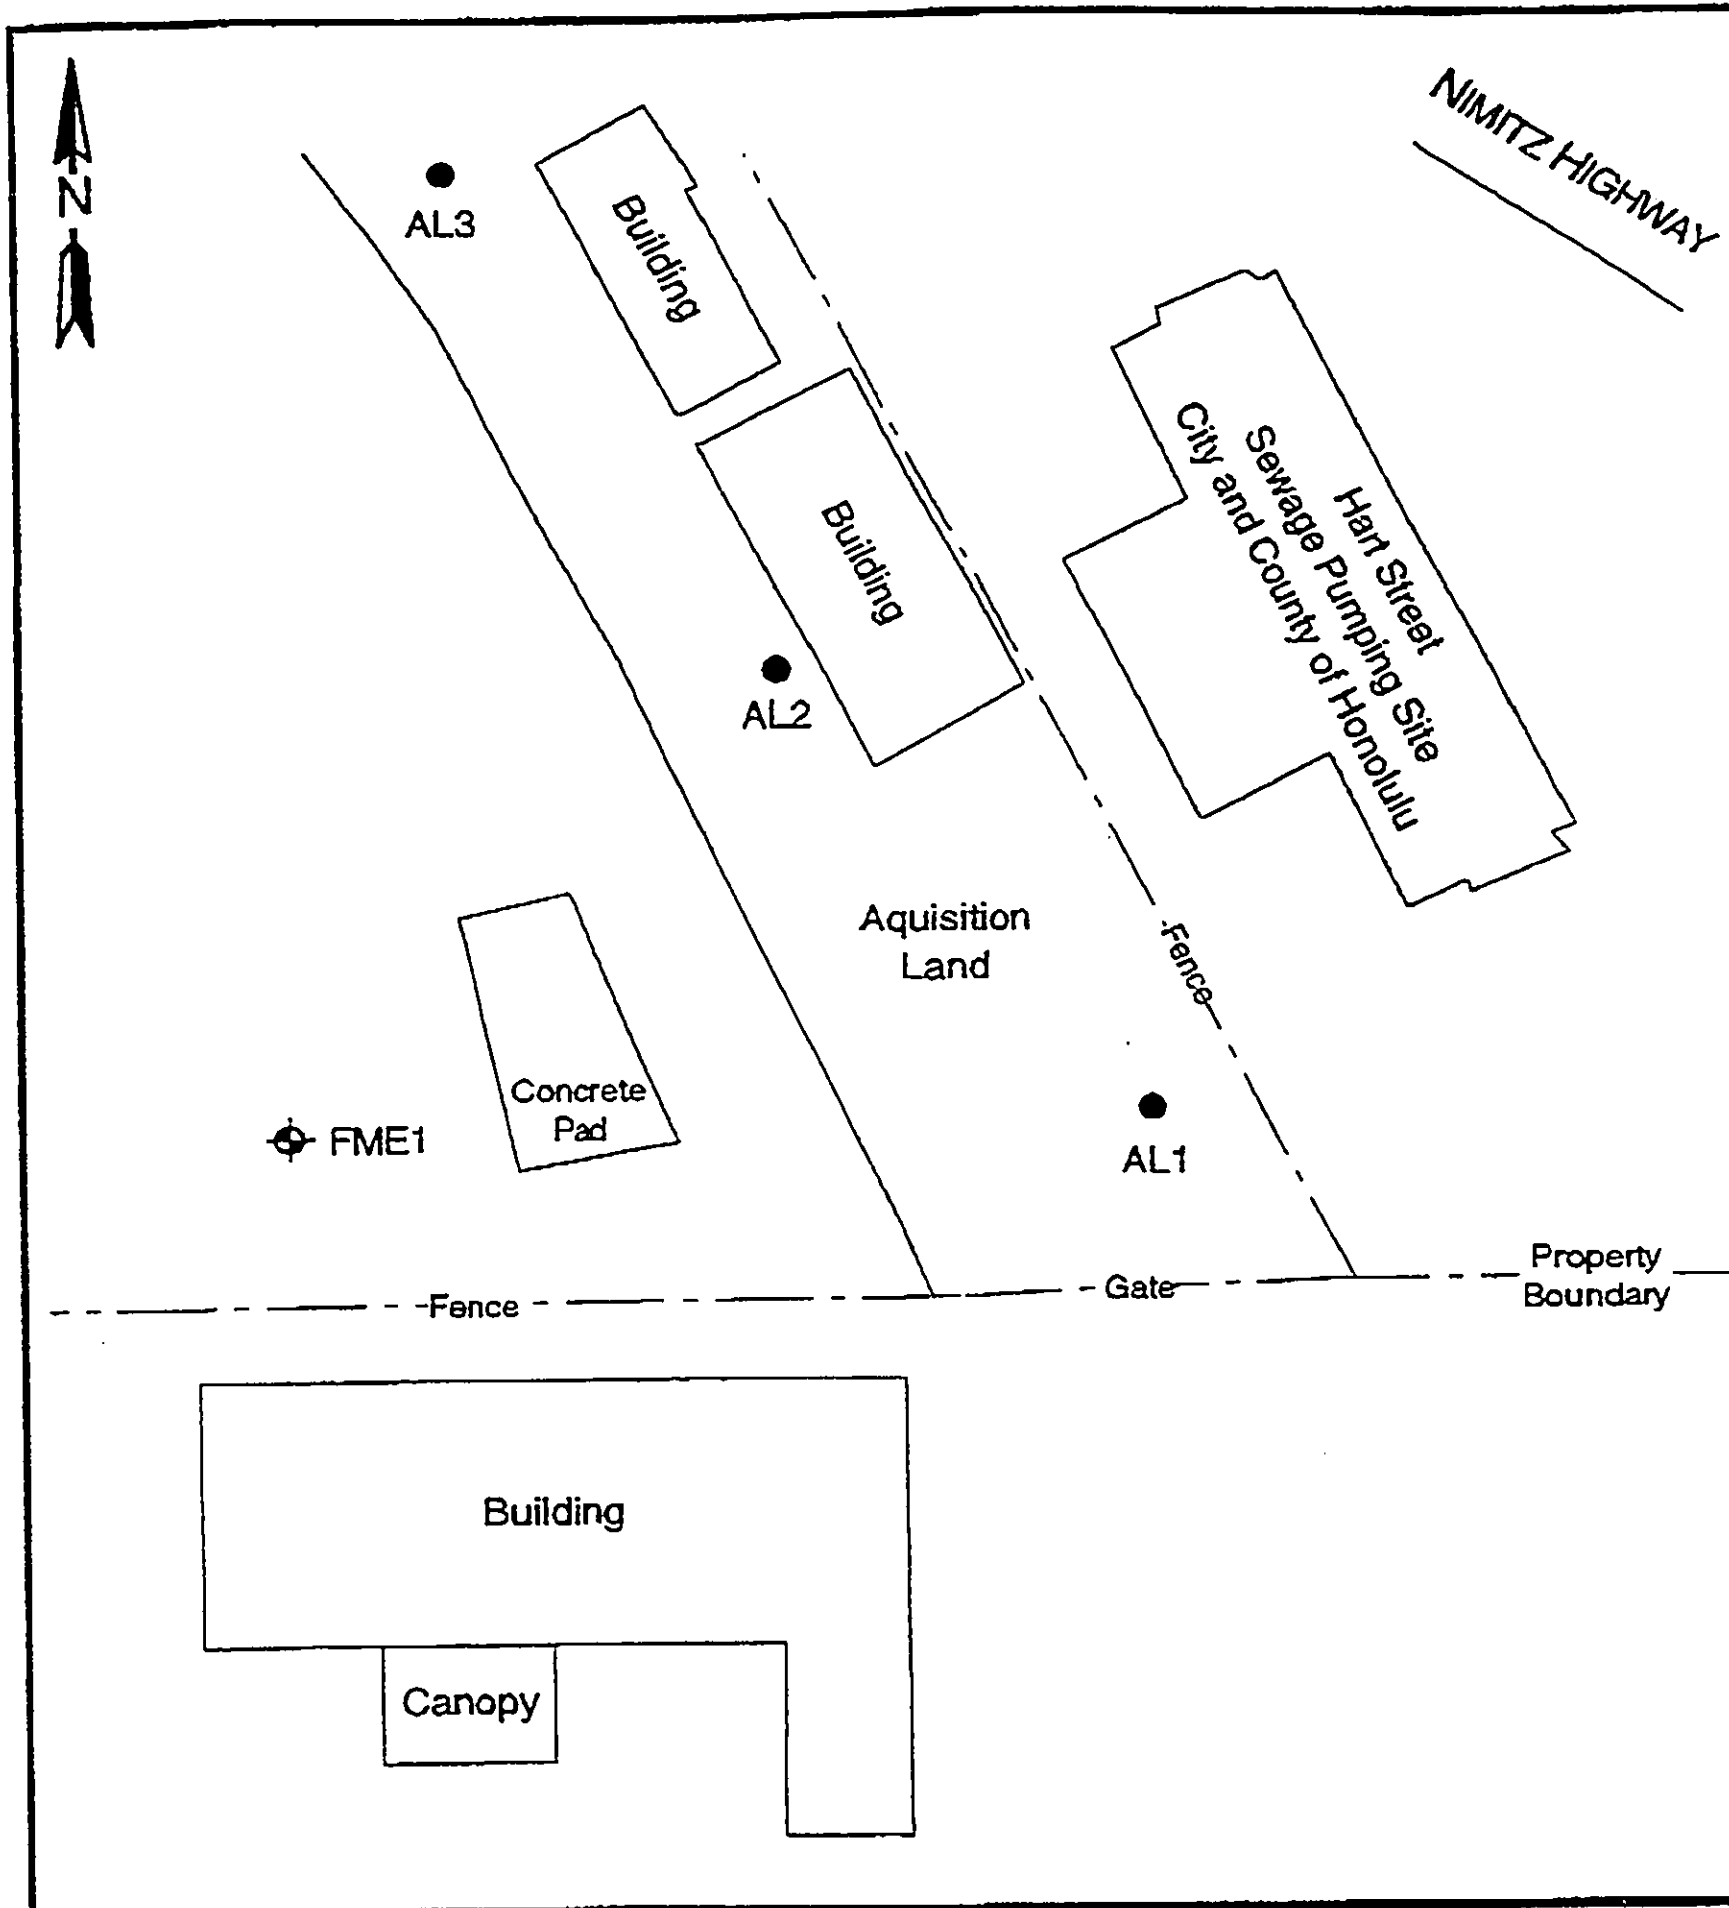 NIMITZ HIGHWAY
N
AL3
Building
Building
Hart Street
Sewage Pumping Site
City and County of Honolulu
AL2
Aquisition
Land
Fence
Concrete
Pad
FME1
AL1
Fence
Gate
Property
Boundary
Building
Canopy